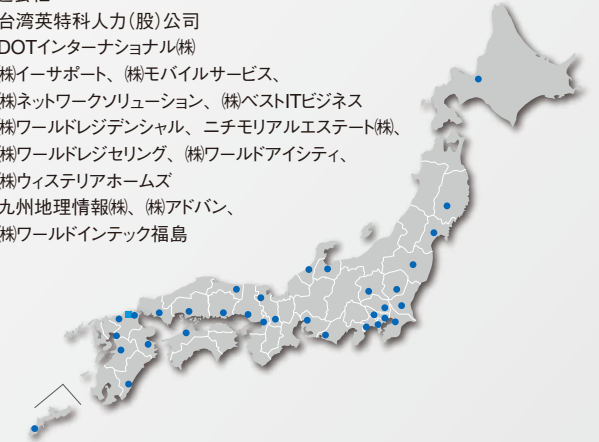 台湾英特科人力(股)公司
DOTインターナショナル㈱
㈱イーサポート、㈱モバイルサービス、
㈱ネットワークソリューション、㈱ベストITビジネス
㈱ワールドレジデンシャル、ニチモリアルエステート㈱、
㈱ワールドレジセリング、㈱ワールドアイシティ、
㈱ウィステリアホームズ
九州地理情報㈱、㈱アドバン、
㈱ワールドインテック福島